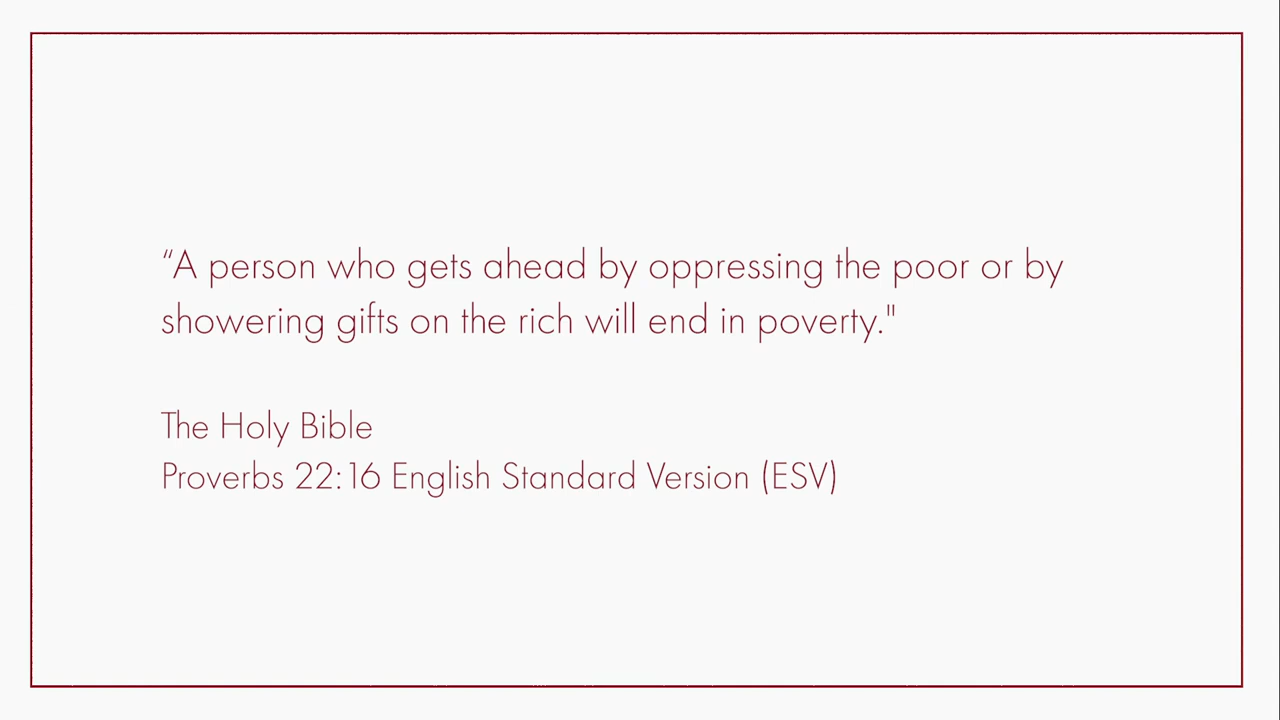 “A person who gets ahead by oppressing the poor or by
showering gifts on the rich will end in poverty."
The Holy Bible
Proverbs 22:16 English Standard Version (ESV)